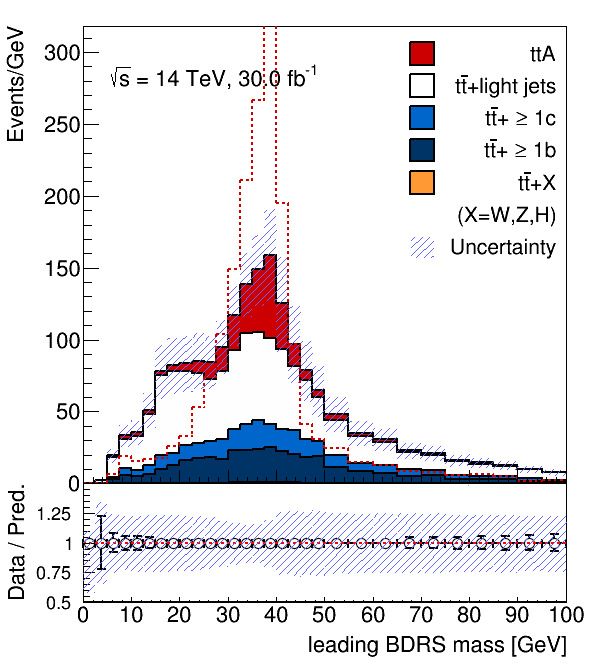 Events/GeV
300
250
200
150
100
50
0
√s = 14 TeV, 30.0 fb⁻¹
ttA
tt̄+light jets
tt̄+ ≥ 1c
tt̄+ ≥ 1b
tt̄+X
(X=W,Z,H)
Uncertainty
Data / Pred.
1.25
1
0.75
0.5
0 10 20 30 40 50 60 70 80 90 100
leading BDRS mass [GeV]